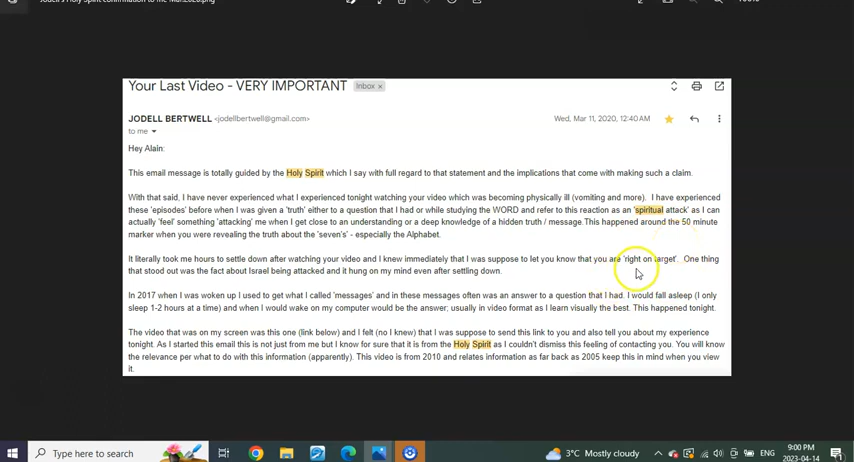 Your Last Video - VERY IMPORTANT Inbox x
JODELL BERTWELL <jodellbertwell@gmail.com> Wed, Mar 11, 2020, 12:40 AM
to me
Hey Alain:
This email message is totally guided by the Holy Spirit which I say with full regard to that statement and the implications that come with making such a claim.
With that said, I have never experienced what I experienced tonight watching your video which was becoming physically ill (vomiting and more). I have experienced
these 'episodes' before when I was given a 'truth' either to a question that I had or while studying the WORD and refer to this reaction as an 'spiritual attack' as I can
actually 'feel' something 'attacking' me when I get close to an understanding or a deep knowledge of a hidden truth / message. This happened around the 50 minute
marker when you were revealing the truth about the 'seven's' - especially the Alphabet.
It literally took me hours to settle down after watching your video and I knew immediately that I was suppose to let you know that you are 'right on target'. One thing
that stood out was the fact about Israel being attacked and it hung on my mind even after settling down.
In 2017 when I was woken up I used to get what I called 'messages' and in these messages often was an answer to a question that I had. I would fall asleep (I only
sleep 1-2 hours at a time) and when I would wake on my computer would be the answer; usually in video format as I learn visually the best. This happened tonight.
The video that was on my screen was this one (link below) and I felt (no I knew) that I was suppose to send this link to you and also tell you about my experience
tonight. As I started this email this is not just from me but I know for sure that it is from the Holy Spirit as I couldn't dismiss this feeling of contacting you. You will know
the relevance per what to do with this information (apparently). This video is from 2010 and relates information as far back as 2005 keep this in mind when you view
it.
Type here to search
3°C Mostly cloudy
ENG
9:00 PM
2023-04-14